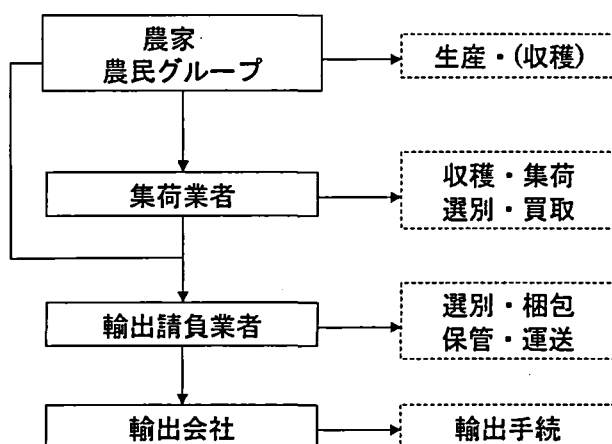 農家
農民グループ
生産・(収穫)
集荷業者
収穫・集荷
選別・買取
輸出請負業者
選別・梱包
保管・運送
輸出会社
輸出手続